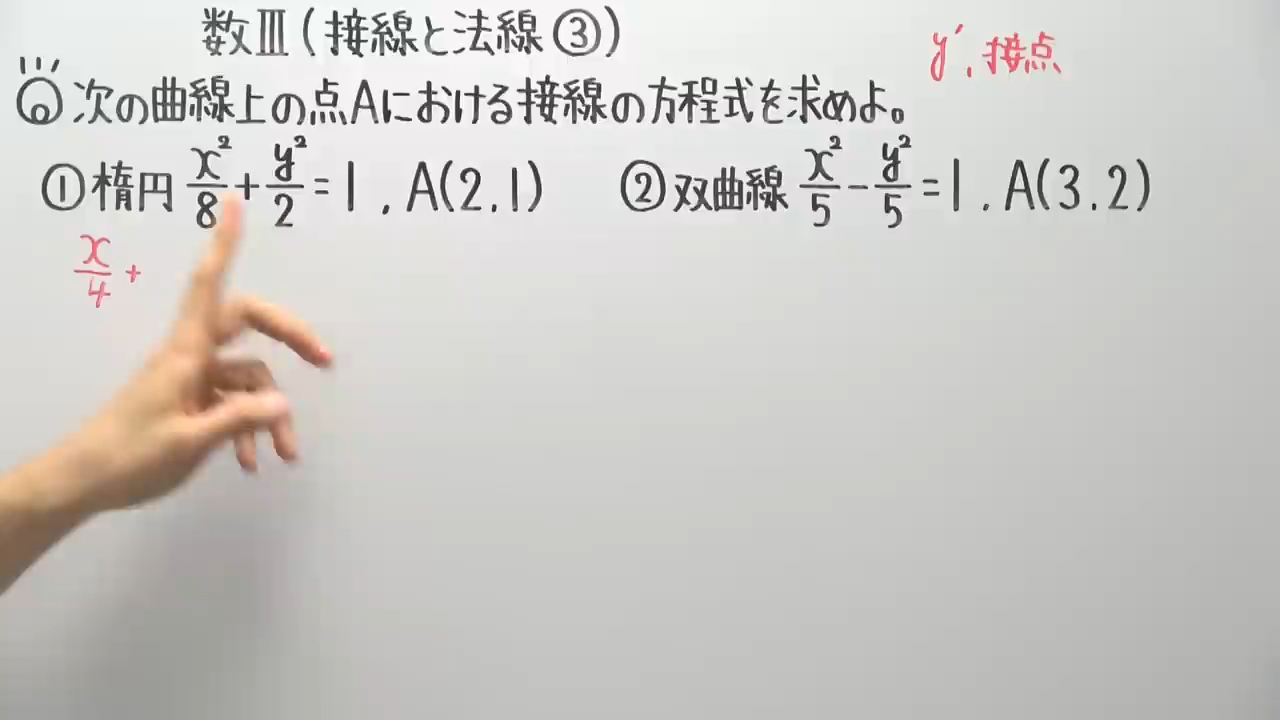 数Ⅲ(接線と法線③)
y′, 接点
Q 次の曲線上の点Aにおける接線の方程式を求めよ。
①楕円 x²/8 + y²/2 = 1, A(2,1)
②双曲線 x²/5 - y²/5 = 1, A(3,2)
x/4 +